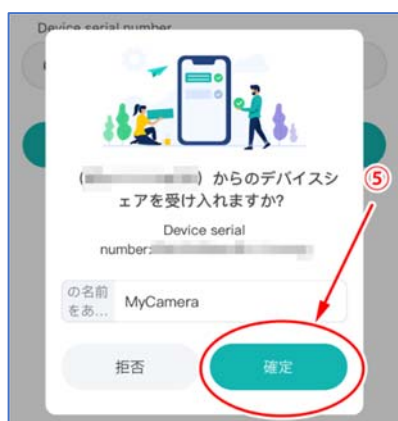 Device serial number
⑤
( ) からのデバイスシ
ェアを受け入れますか?
Device serial
number:
の名前
をあ...
MyCamera
拒否
確定